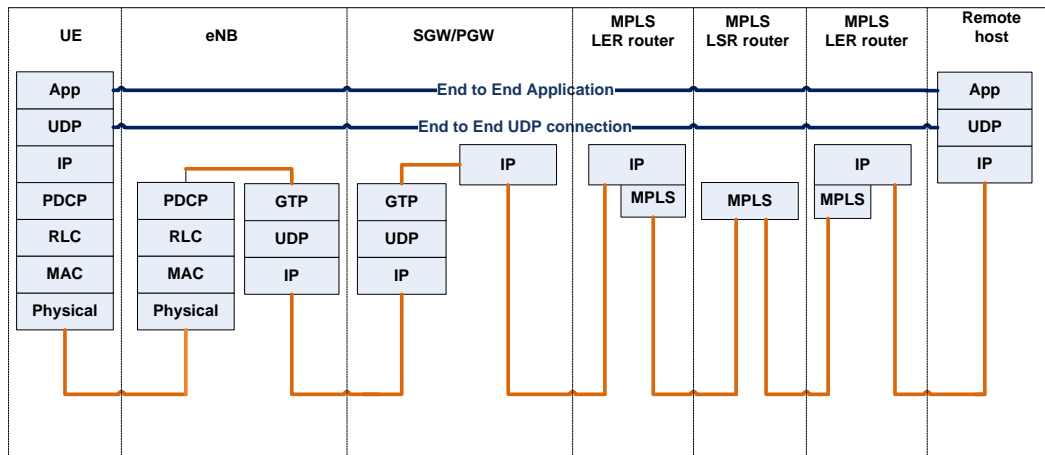 UE
eNB
SGW/PGW
MPLS
LER router
MPLS
LSR router
MPLS
LER router
Remote
host
App
End to End Application
App
UDP
End to End UDP connection
UDP
IP
IP
IP
IP
IP
PDCP
PDCP
GTP
GTP
MPLS
MPLS
MPLS
RLC
RLC
UDP
UDP
MAC
MAC
IP
IP
Physical
Physical